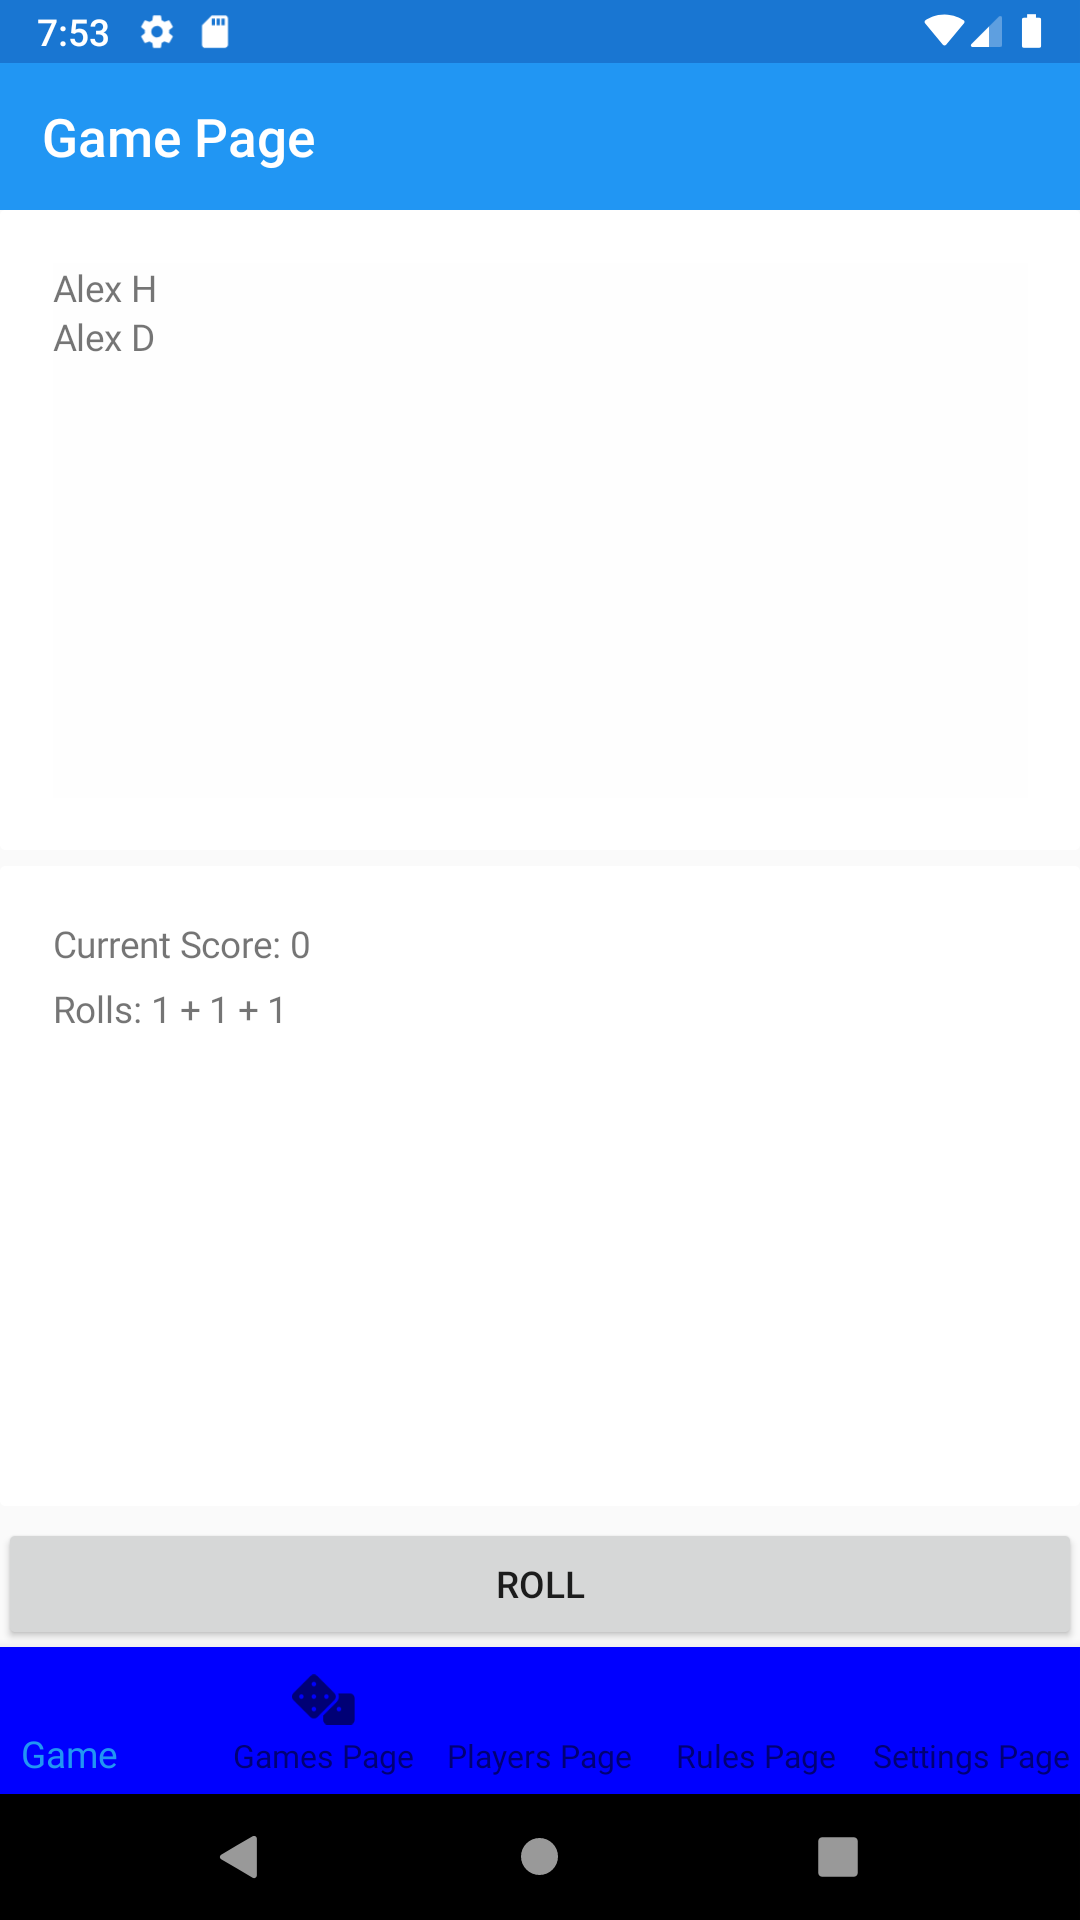 7:53
Game Page
Alex H
Alex D
Current Score: 0
Rolls: 1 + 1 + 1
ROLL
Game
Games Page
Players Page
Rules Page
Settings Page